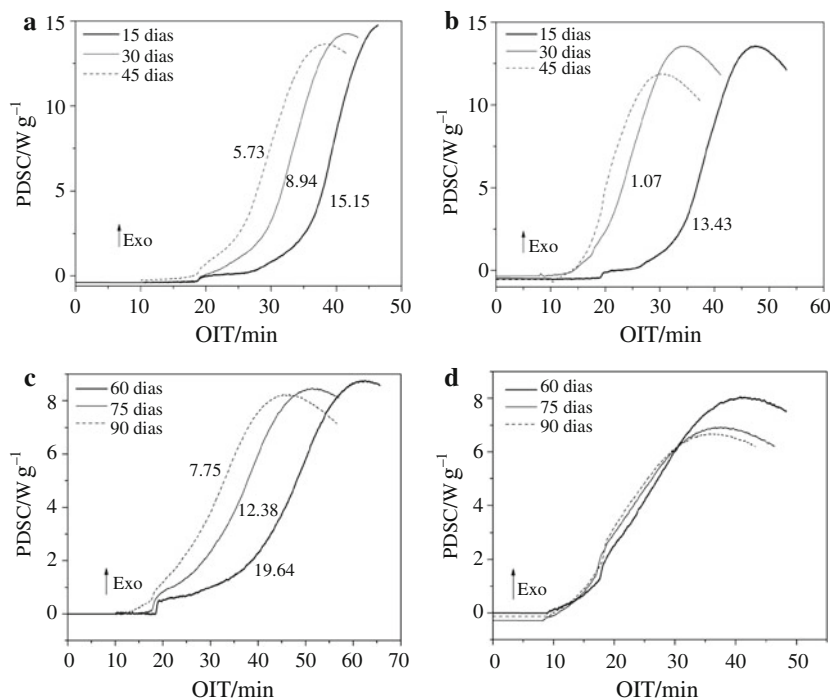 a
15 dias
30 dias
45 dias
PDSC/W g⁻¹
15
10
5
0
5.73
8.94
15.15
Exo
0 10 20 30 40 50
OIT/min
b
15 dias
30 dias
45 dias
PDSC/W g⁻¹
15
10
5
0
1.07
13.43
Exo
0 10 20 30 40 50 60
OIT/min
c
60 dias
75 dias
90 dias
PDSC/W g⁻¹
8
6
4
2
0
7.75
12.38
19.64
Exo
0 10 20 30 40 50 60 70
OIT/min
d
60 dias
75 dias
90 dias
PDSC/W g⁻¹
8
6
4
2
0
Exo
0 10 20 30 40 50
OIT/min